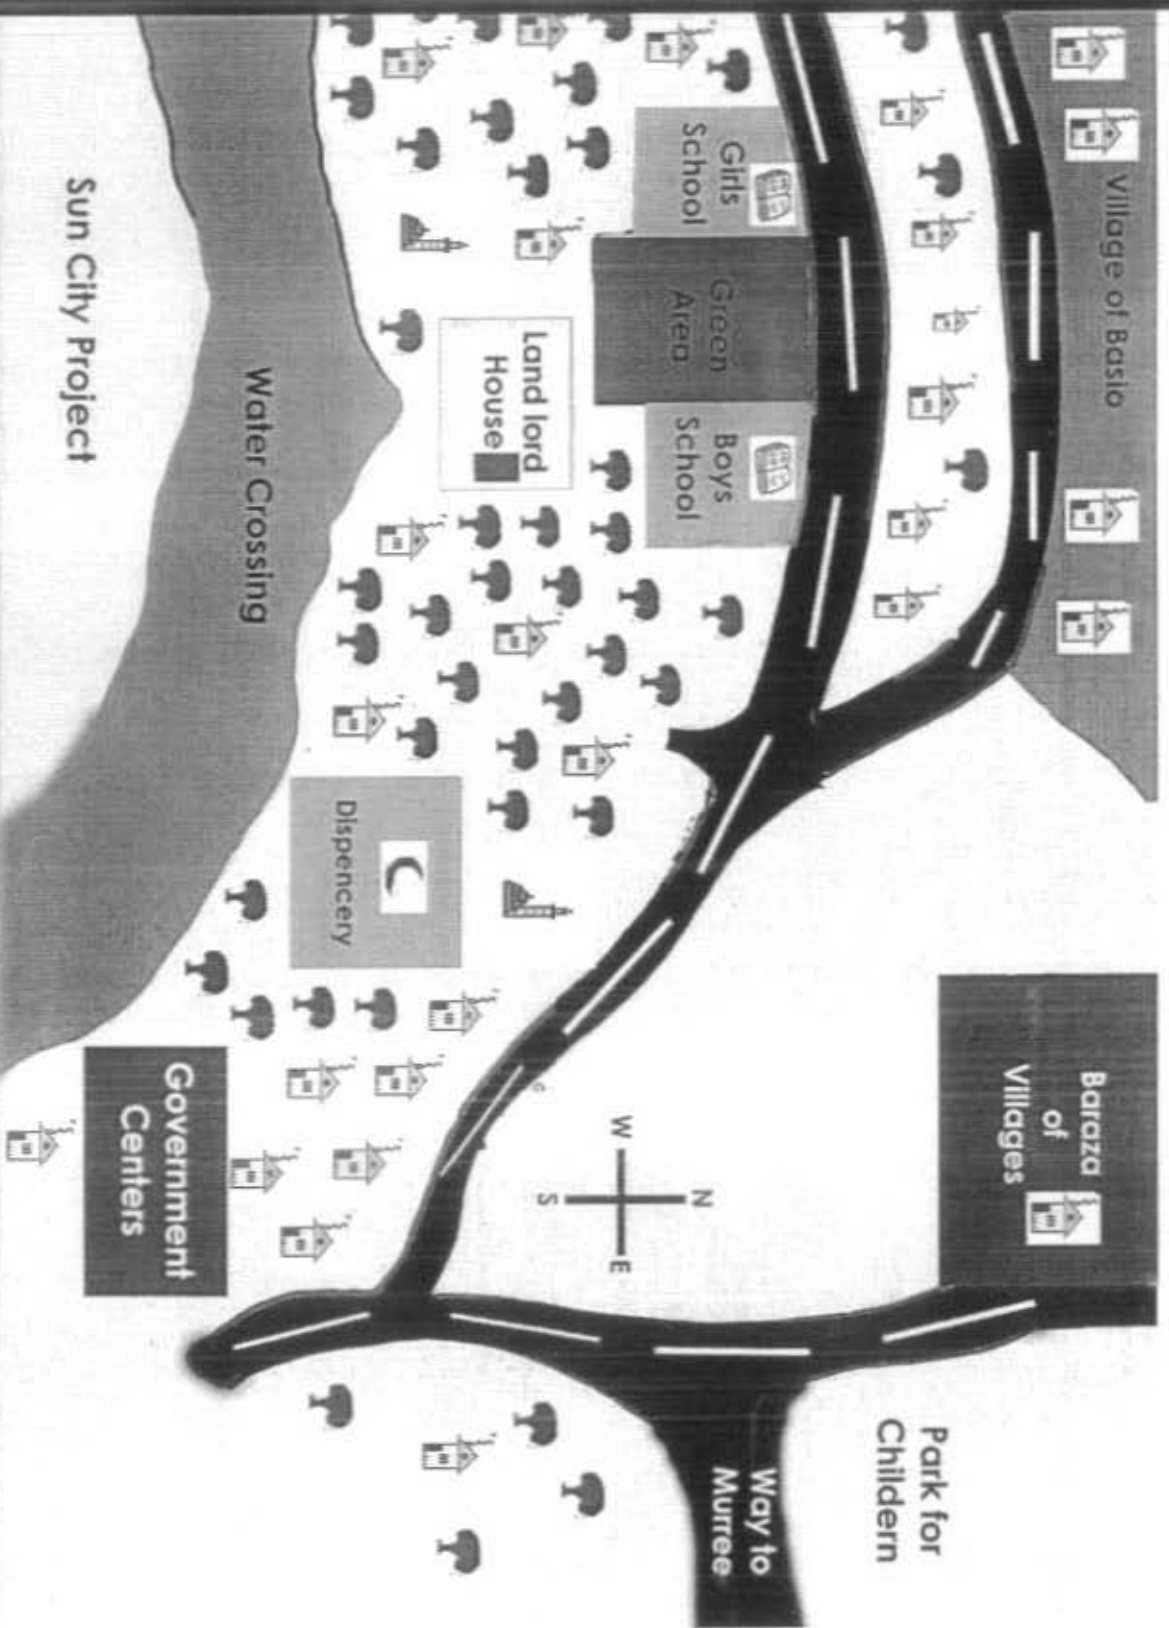 Village of Basio
Baraza
of
Villages
Park for
Childern
Way to
Murree
Girls
School
Green
Area
Boys
School
Land lord
House
N
W
E
S
G
Dispencery
Water Crossing
Government
Centers
Sun City Project